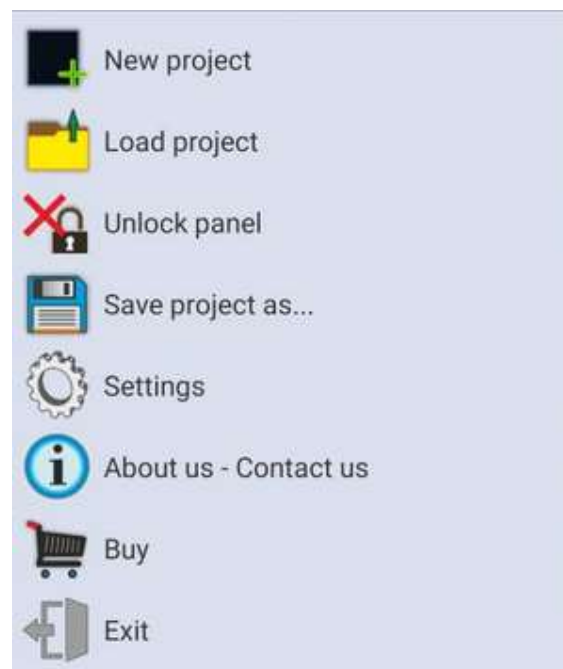 New project
Load project
Unlock panel
Save project as...
Settings
About us - Contact us
Buy
Exit